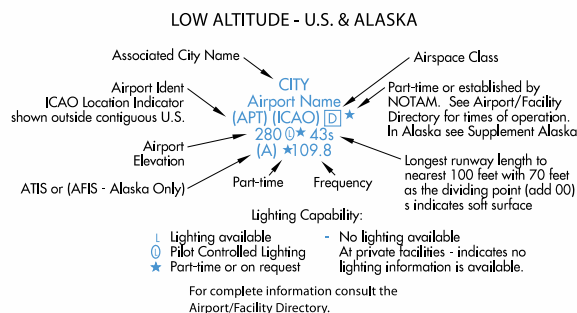 LOW ALTITUDE - U.S. & ALASKA
Associated City Name
Airspace Class
CITY
Airport Name
(APT) (ICAO) D ★
280 Ⓛ★ 43s
(A) ★109.8
Airport Ident
ICAO Location Indicator
shown outside contiguous U.S.
Part-time or established by
NOTAM. See Airport/Facility
Directory for times of operation.
In Alaska see Supplement Alaska
Airport
Elevation
ATIS or (AFIS - Alaska Only)
Part-time
Frequency
Longest runway length to
nearest 100 feet with 70 feet
as the dividing point (add 00)
s indicates soft surface
Lighting Capability:
L Lighting available
Ⓛ Pilot Controlled Lighting
★ Part-time or on request
- No lighting available
At private facilities - indicates no
lighting information is available.
For complete information consult the
Airport/Facility Directory.